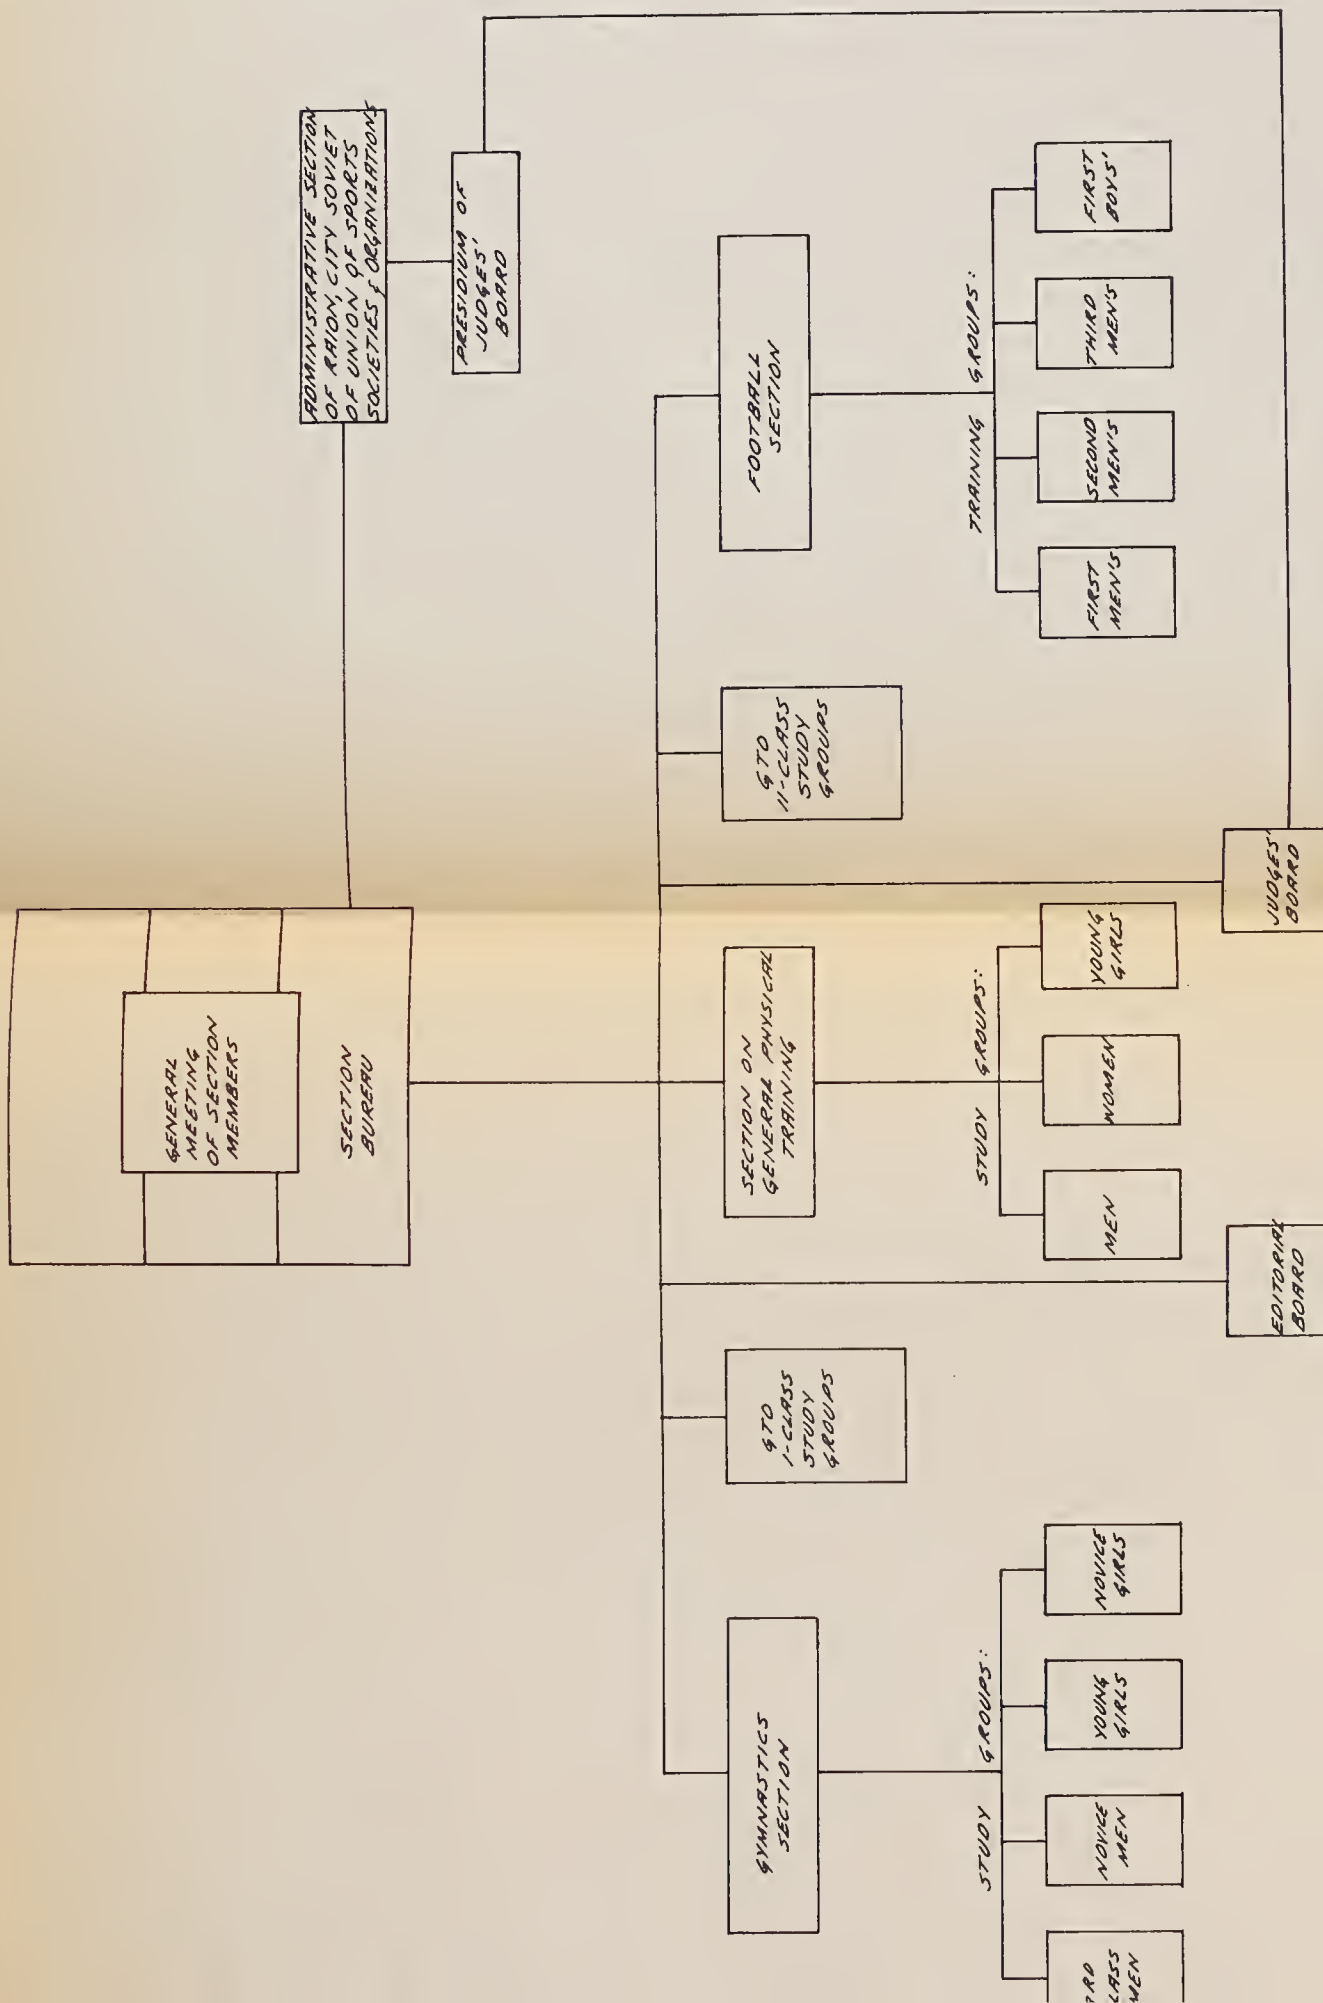 ADMINISTRATIVE SECTION
OF RAION, CITY SOVIET
OF UNION OF SPORTS
SOCIETIES & ORGANIZATIONS
PRESIDIUM OF
JUDGES'
BOARD
GENERAL
MEETING
OF SECTION
MEMBERS
SECTION
BUREAU
GYMNASTICS
SECTION
STUDY GROUPS:
RD
LASS
MEN
NOVICE
MEN
YOUNG
GIRLS
NOVICE
GIRLS
GTO
I-CLASS
STUDY
GROUPS
EDITORIAL
BOARD
SECTION ON
GENERAL PHYSICAL
TRAINING
STUDY GROUPS:
MEN
WOMEN
YOUNG
GIRLS
JUDGES'
BOARD
GTO
II-CLASS
STUDY
GROUPS
FOOTBALL
SECTION
TRAINING GROUPS:
FIRST
MEN'S
SECOND
MEN'S
THIRD
MEN'S
FIRST
BOYS'